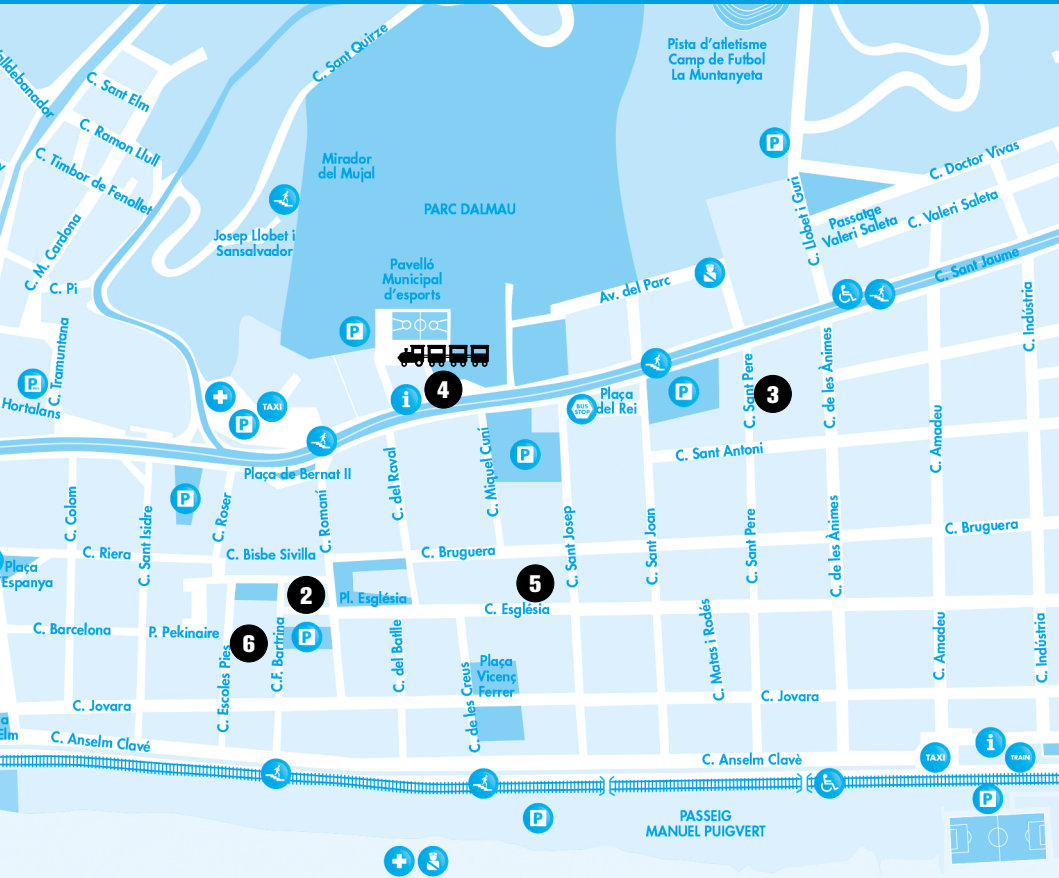 C. Sant Quirze
Pista d'atletisme
Camp de Futbol
La Muntanyeta
C. Sant Elm
C. Ramon Llull
C. Timbor de Fenollet
P
Mirador
del Mujal
C. Doctor Vivas
PARC DALMAU
C. Llobet i Guri
Passatge
Valeri Saleta
C. Valeri Saleta
C. M. Cardona
Josep Llobet i
Sansalvador
Pavelló
Municipal
d'esports
C. Sant Jaume
C. Pi
Av. del Parc
C. Indústria
C. Tramuntana
P
P
Hortalans
i
4
TAXI
P
BUS
STOP
Plaça
del Rei
P
C. Sant Pere
3
C. de les Ànimes
C. Amadeu
Plaça de Bernat II
P
C. Sant Antoni
C. Miquel Cuní
C. del Raval
P
C. Colom
C. Sant Isidre
C. Roser
C. Romaní
C. Sant Josep
C. Sant Joan
C. Sant Pere
C. de les Ànimes
C. Bruguera
C. Riera
C. Bisbe Sivilla
C. Bruguera
Plaça
Espanya
2
Pl. Església
5
C. Església
C. Barcelona
P. Pekinaire
6
P
C. Escoles Pies
C.F. Bartrina
C. del Batlle
C. de les Creus
Plaça
Vicenç
Ferrer
C. Matas i Rodés
C. Amadeu
C. Indústria
C. Jovara
C. Jovara
Elm
C. Anselm Clavé
C. Anselm Clavè
TAXI
i
TRAIN
P
P
PASSEIG
MANUEL PUIGVERT